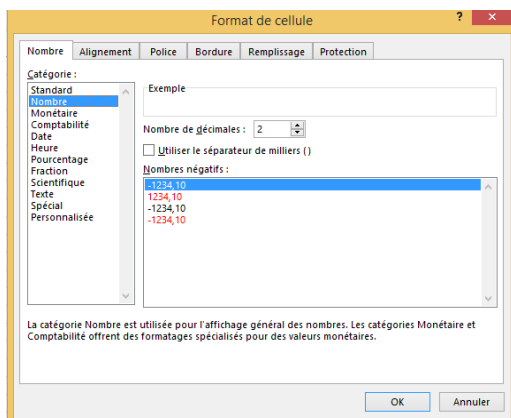 Format de cellule
? ×
Nombre Alignement Police Bordure Remplissage Protection
Catégorie :
Standard
Nombre
Monétaire
Comptabilité
Date
Heure
Pourcentage
Fraction
Scientifique
Texte
Spécial
Personnalisée
Exemple
Nombre de décimales : 2
Utiliser le séparateur de milliers ( )
Nombres négatifs :
-1234,10
1234,10
-1234,10
-1234,10
La catégorie Nombre est utilisée pour l'affichage général des nombres. Les catégories Monétaire et
Comptabilité offrent des formatages spécialisés pour des valeurs monétaires.
OK Annuler